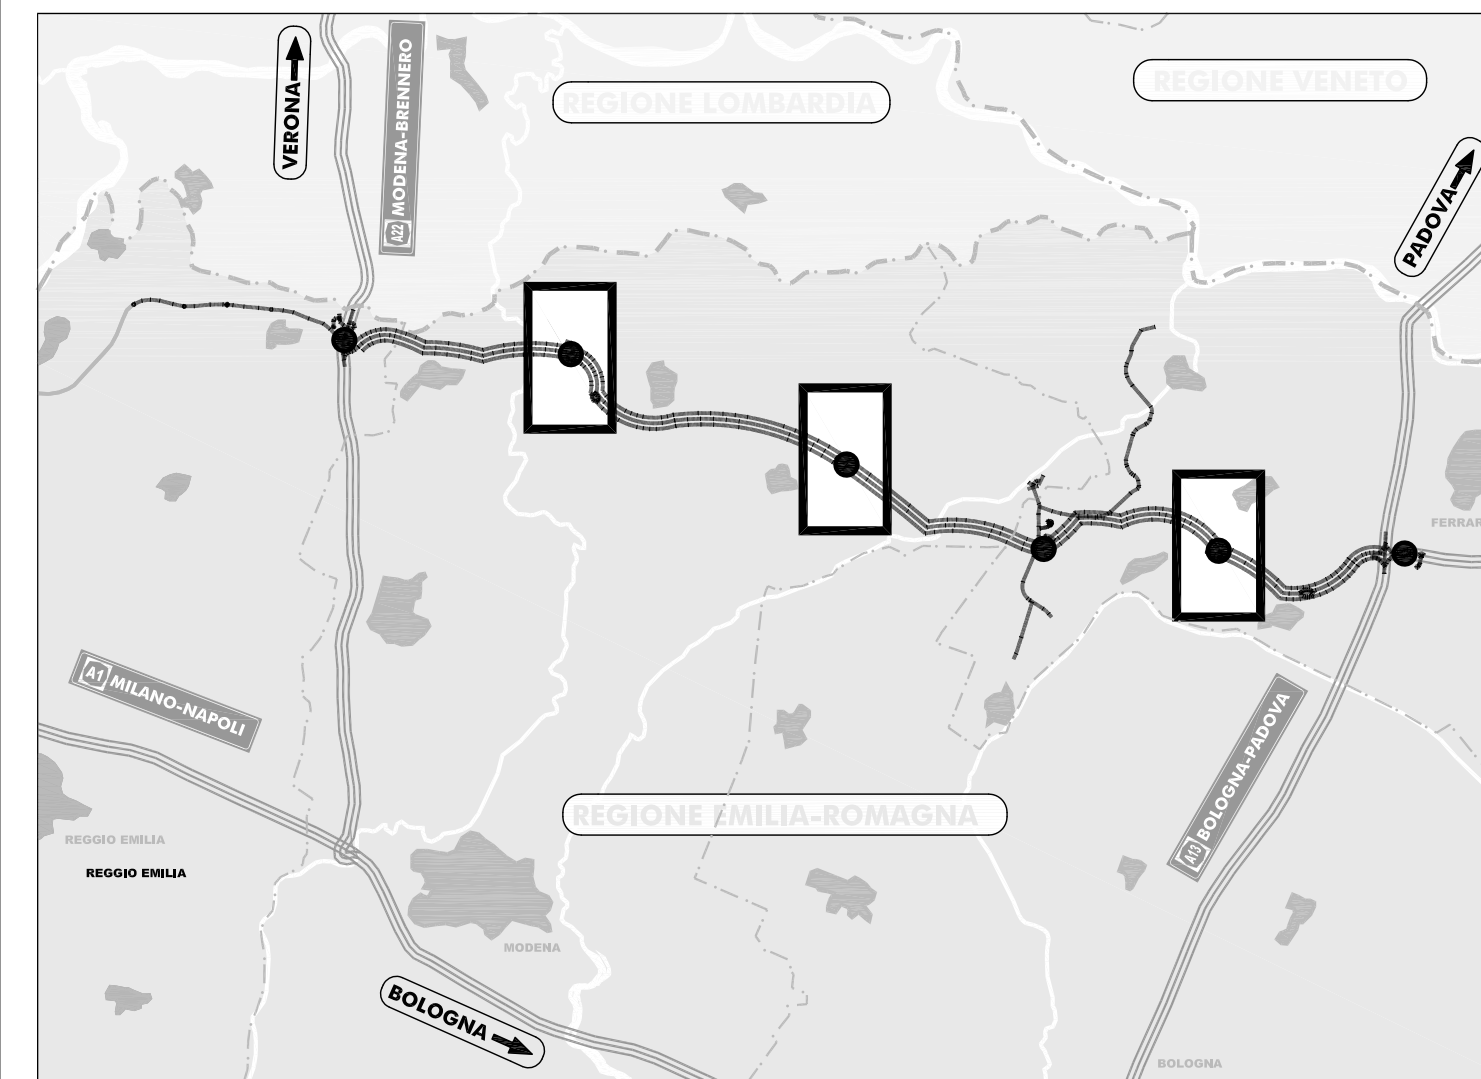 VERONA
A22 MODENA-BRENNERO
REGIONE LOMBARDIA
REGIONE VENETO
PADOVA
FERRAR
A1 MILANO-NAPOLI
REGIONE EMILIA-ROMAGNA
A13 BOLOGNA-PADOVA
REGGIO EMILIA
REGGIO EMILIA
MODENA
BOLOGNA
BOLOGNA